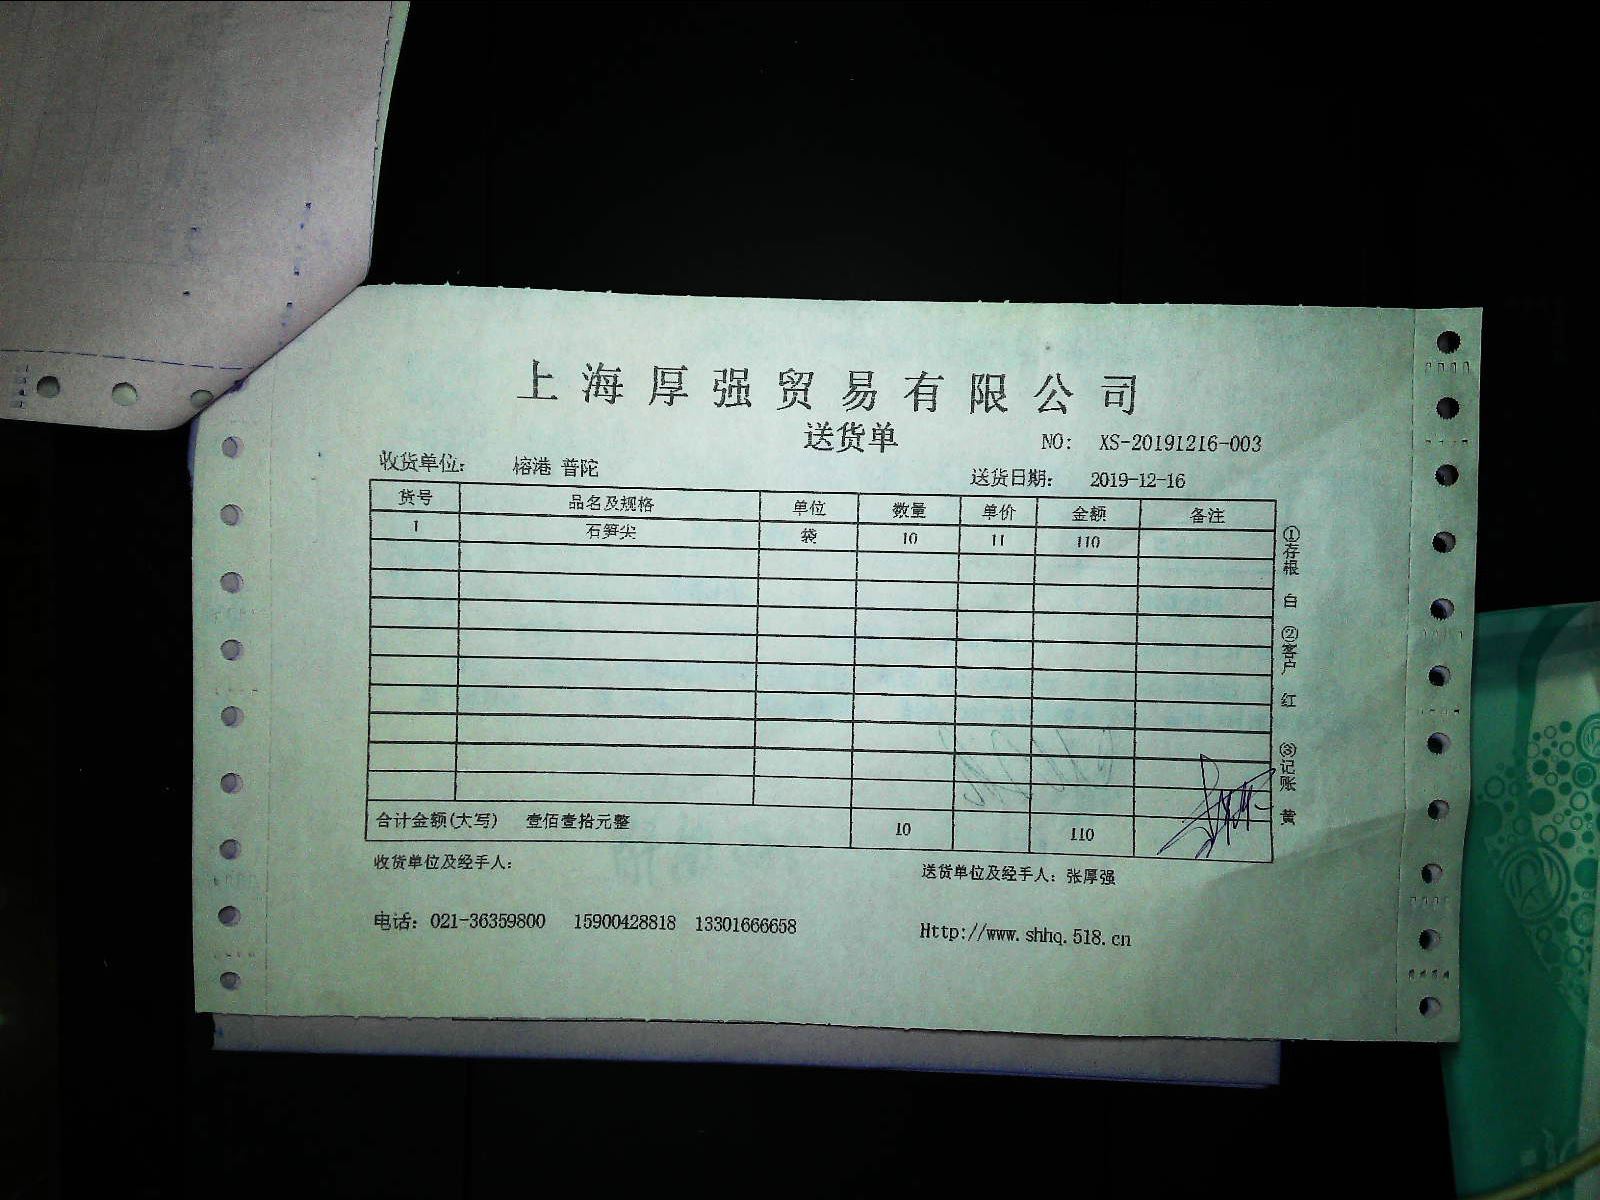 上海厚强贸易有限公司
送货单
NO: XS-20191216-003
收货单位: 榕港 普陀
送货日期: 2019-12-16
货号 品名及规格 单位 数量 单价 金额 备注
1 石笋尖 袋 10 11 110
合计金额(大写) 壹佰壹拾元整 10 110
收货单位及经手人:
送货单位及经手人: 张厚强
电话: 021-36359800 15900428818 13301666658
Http://www.shhq.518.cn
①存根 白 ②客户 红 ③记账 黄